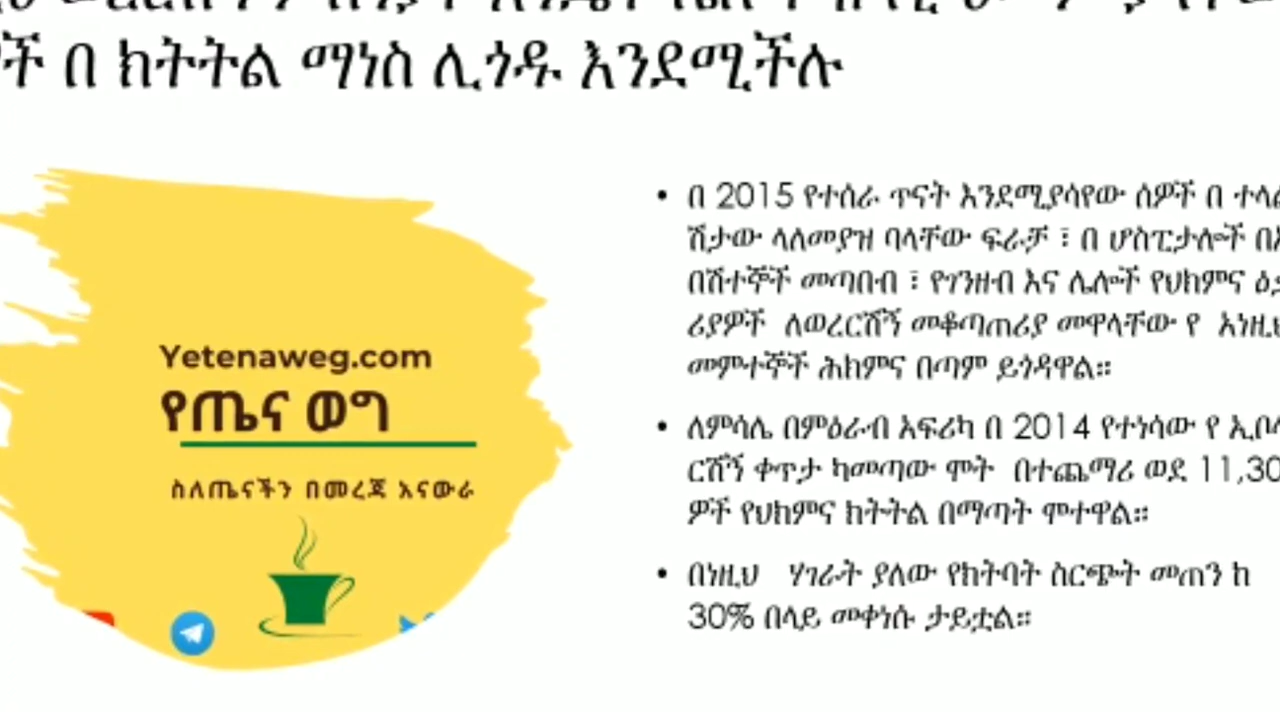 ች በ ክትትል ማነስ ሊጎዱ እንደሚችሉ
Yetenaweg.com
የጤና ወግ
ስለጤናችን በመረጃ እናውራ
• በ 2015 የተሰራ ጥናት እንደሚያሳየው ሰዎች በ
ሽታው ላለመያዝ ባላቸው ፍራቻ ፣ በ ሆስፒታሎች
በሽተኞች መጣበብ ፣ የገንዘብ እና ሌሎች የህክምና
ሪያዎች ለወረርሽኝ መቆጣጠሪያ መዋላቸው የ
መምተኞች ሕክምና በጣም ይጎዳዋል።
• ለምሳሌ በምዕራብ አፍሪካ በ 2014 የተነሳው የ
ርሽኝ ቀጥታ ካመጣው ሞት በተጨማሪ ወደ 11,30
ዎች የህክምና ክትትል በማጣት ሞተዋል።
• በነዚህ ሃገራት ያለው የክትባት ስርጭት መጠን ከ
30% በላይ መቀነሱ ታይቷል።